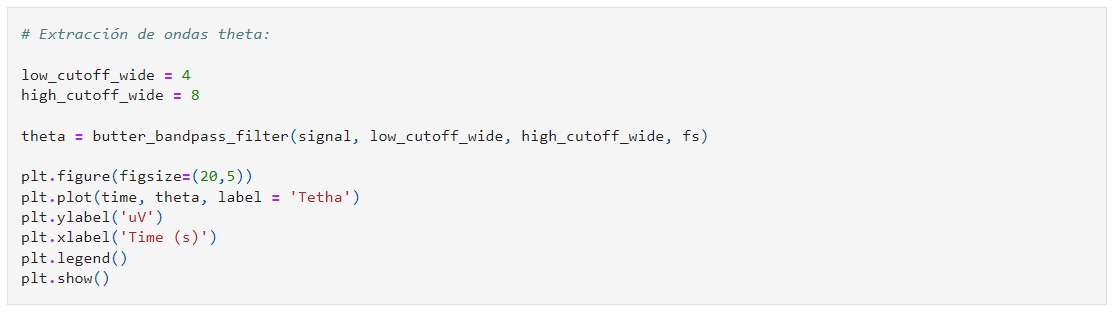 # Extracción de ondas theta:
low_cutoff_wide = 4
high_cutoff_wide = 8
theta = butter_bandpass_filter(signal, low_cutoff_wide, high_cutoff_wide, fs)
plt.figure(figsize=(20,5))
plt.plot(time, theta, label = 'Tetha')
plt.ylabel('uV')
plt.xlabel('Time (s)')
plt.legend()
plt.show()